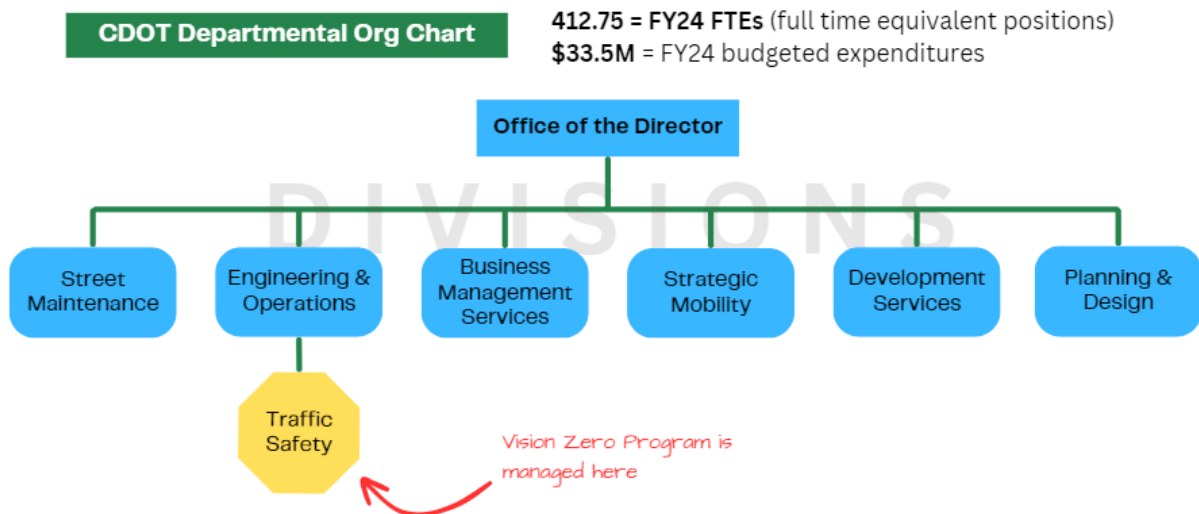 CDOT Departmental Org Chart
412.75 = FY24 FTEs (full time equivalent positions)
$33.5M = FY24 budgeted expenditures
Office of the Director
DIVISIONS
Street
Maintenance
Engineering &
Operations
Business
Management
Services
Strategic
Mobility
Development
Services
Planning &
Design
Traffic
Safety
Vision Zero Program is
managed here